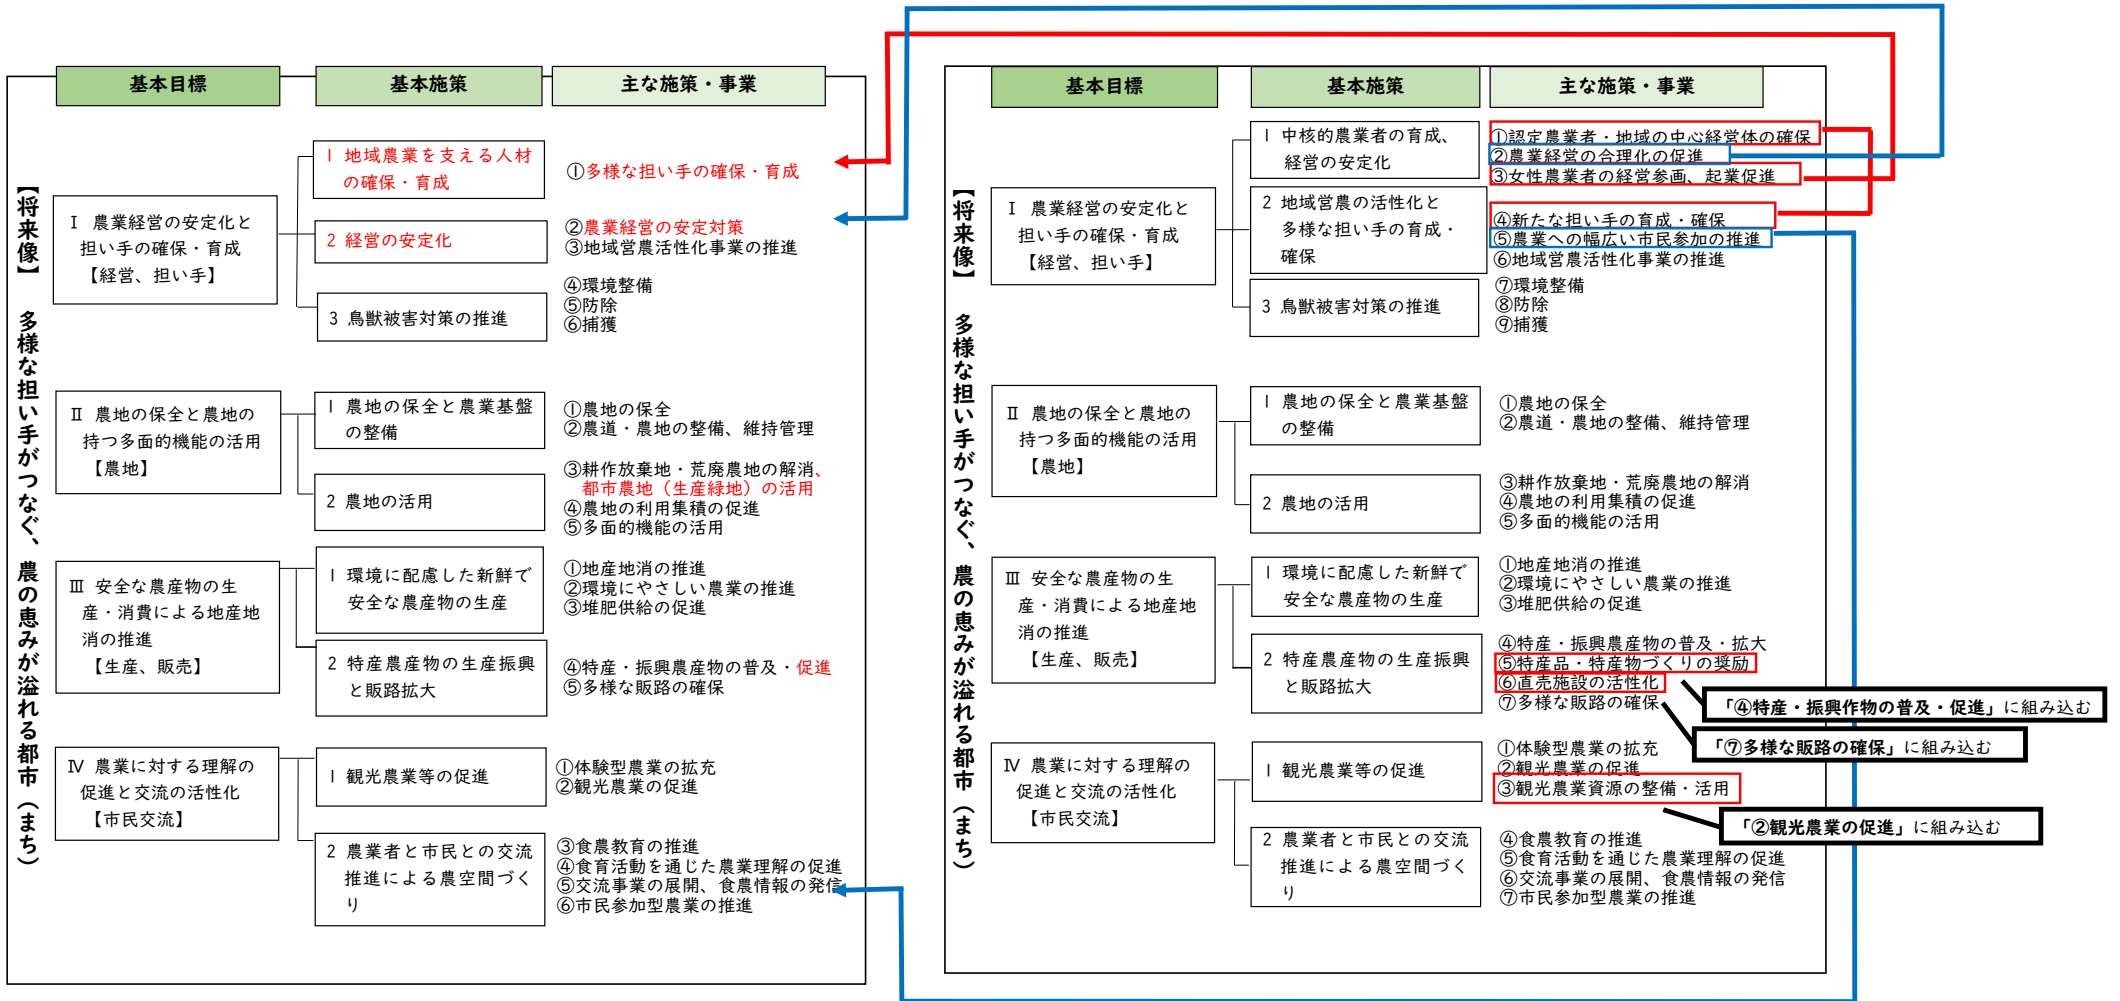 基本目標
基本施策
主な施策・事業
【将来像】　多様な担い手がつなぐ、農の恵みが溢れる都市（まち）
Ⅰ 農業経営の安定化と
担い手の確保・育成
【経営、担い手】
1 地域農業を支える人材
の確保・育成
①多様な担い手の確保・育成
2 経営の安定化
②農業経営の安定対策
③地域営農活性化事業の推進
3 鳥獣被害対策の推進
④環境整備
⑤防除
⑥捕獲
Ⅱ 農地の保全と農地の
持つ多面的機能の活用
【農地】
1 農地の保全と農業基盤
の整備
①農地の保全
②農道・農地の整備、維持管理
2 農地の活用
③耕作放棄地・荒廃農地の解消、
都市農地（生産緑地）の活用
④農地の利用集積の促進
⑤多面的機能の活用
Ⅲ 安全な農産物の生
産・消費による地産地
消の推進
【生産、販売】
1 環境に配慮した新鮮で
安全な農産物の生産
①地産地消の推進
②環境にやさしい農業の推進
③堆肥供給の促進
2 特産農産物の生産振興
と販路拡大
④特産・振興農産物の普及・促進
⑤多様な販路の確保
Ⅳ 農業に対する理解の
促進と交流の活性化
【市民交流】
1 観光農業等の促進
①体験型農業の拡充
②観光農業の促進
2 農業者と市民との交流
推進による農空間づく
り
③食農教育の推進
④食育活動を通じた農業理解の促進
⑤交流事業の展開、食農情報の発信
⑥市民参加型農業の推進
基本目標
基本施策
主な施策・事業
【将来像】　多様な担い手がつなぐ、農の恵みが溢れる都市（まち）
Ⅰ 農業経営の安定化と
担い手の確保・育成
【経営、担い手】
1 中核的農業者の育成、
経営の安定化
①認定農業者・地域の中心経営体の確保
②農業経営の合理化の促進
③女性農業者の経営参画、起業促進
2 地域営農の活性化と
多様な担い手の育成・
確保
④新たな担い手の育成・確保
⑤農業への幅広い市民参加の推進
⑥地域営農活性化事業の推進
3 鳥獣被害対策の推進
⑦環境整備
⑧防除
⑨捕獲
Ⅱ 農地の保全と農地の
持つ多面的機能の活用
【農地】
1 農地の保全と農業基盤
の整備
①農地の保全
②農道・農地の整備、維持管理
2 農地の活用
③耕作放棄地・荒廃農地の解消
④農地の利用集積の促進
⑤多面的機能の活用
Ⅲ 安全な農産物の生
産・消費による地産地
消の推進
【生産、販売】
1 環境に配慮した新鮮で
安全な農産物の生産
①地産地消の推進
②環境にやさしい農業の推進
③堆肥供給の促進
2 特産農産物の生産振興
と販路拡大
④特産・振興農産物の普及・拡大
⑤特産品・特産物づくりの奨励
⑥直売施設の活性化
⑦多様な販路の確保
「④特産・振興作物の普及・促進」に組み込む
「⑦多様な販路の確保」に組み込む
Ⅳ 農業に対する理解の
促進と交流の活性化
【市民交流】
1 観光農業等の促進
①体験型農業の拡充
②観光農業の促進
③観光農業資源の整備・活用
「②観光農業の促進」に組み込む
2 農業者と市民との交流
推進による農空間づく
り
④食農教育の推進
⑤食育活動を通じた農業理解の促進
⑥交流事業の展開、食農情報の発信
⑦市民参加型農業の推進